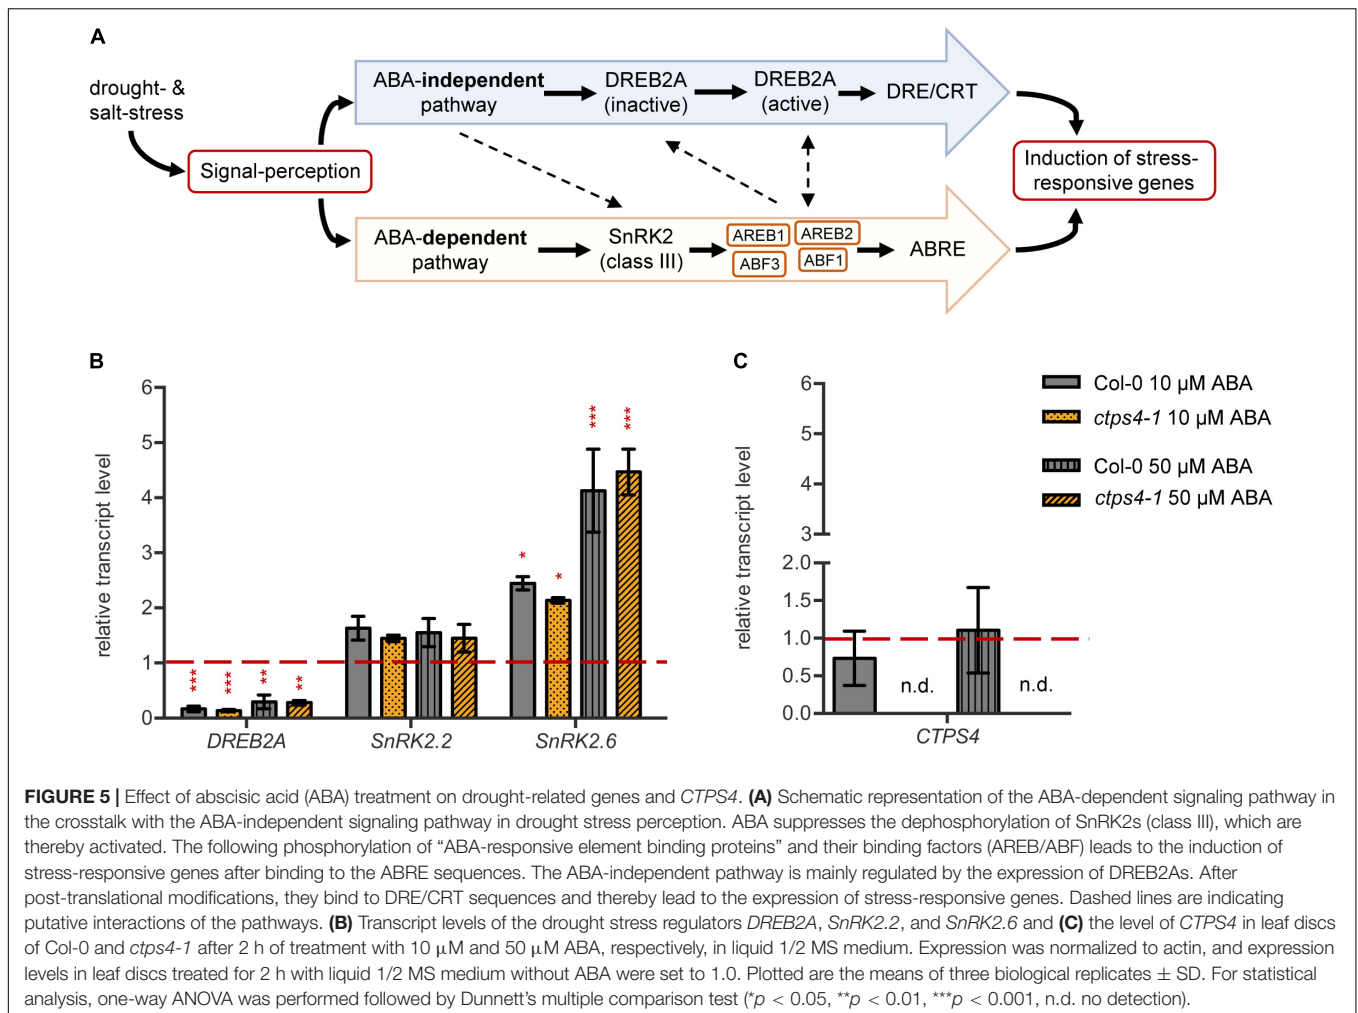 A
drought- &
salt-stress
Signal-perception
ABA-independent
pathway
DREB2A
(inactive)
DREB2A
(active)
DRE/CRT
ABA-dependent
pathway
SnRK2
(class III)
AREB1
AREB2
ABF3
ABF1
ABRE
Induction of stress-
responsive genes
B
relative transcript level
6
5
4
3
2
1
0
***
***
**
**
*
*
***
***
DREB2A
SnRK2.2
SnRK2.6
C
relative transcript level
6
5
4
3
2.0
1.5
1.0
0.5
0.0
n.d.
n.d.
CTPS4
Col-0 10 µM ABA
ctps4-1 10 µM ABA
Col-0 50 µM ABA
ctps4-1 50 µM ABA
FIGURE 5 | Effect of abscisic acid (ABA) treatment on drought-related genes and CTPS4. (A) Schematic representation of the ABA-dependent signaling pathway in
the crosstalk with the ABA-independent signaling pathway in drought stress perception. ABA suppresses the dephosphorylation of SnRK2s (class III), which are
thereby activated. The following phosphorylation of “ABA-responsive element binding proteins” and their binding factors (AREB/ABF) leads to the induction of
stress-responsive genes after binding to the ABRE sequences. The ABA-independent pathway is mainly regulated by the expression of DREB2As. After
post-translational modifications, they bind to DRE/CRT sequences and thereby lead to the expression of stress-responsive genes. Dashed lines are indicating
putative interactions of the pathways. (B) Transcript levels of the drought stress regulators DREB2A, SnRK2.2, and SnRK2.6 and (C) the level of CTPS4 in leaf discs
of Col-0 and ctps4-1 after 2 h of treatment with 10 µM and 50 µM ABA, respectively, in liquid 1/2 MS medium. Expression was normalized to actin, and expression
levels in leaf discs treated for 2 h with liquid 1/2 MS medium without ABA were set to 1.0. Plotted are the means of three biological replicates ± SD. For statistical
analysis, one-way ANOVA was performed followed by Dunnett’s multiple comparison test (*p < 0.05, **p < 0.01, ***p < 0.001, n.d. no detection).